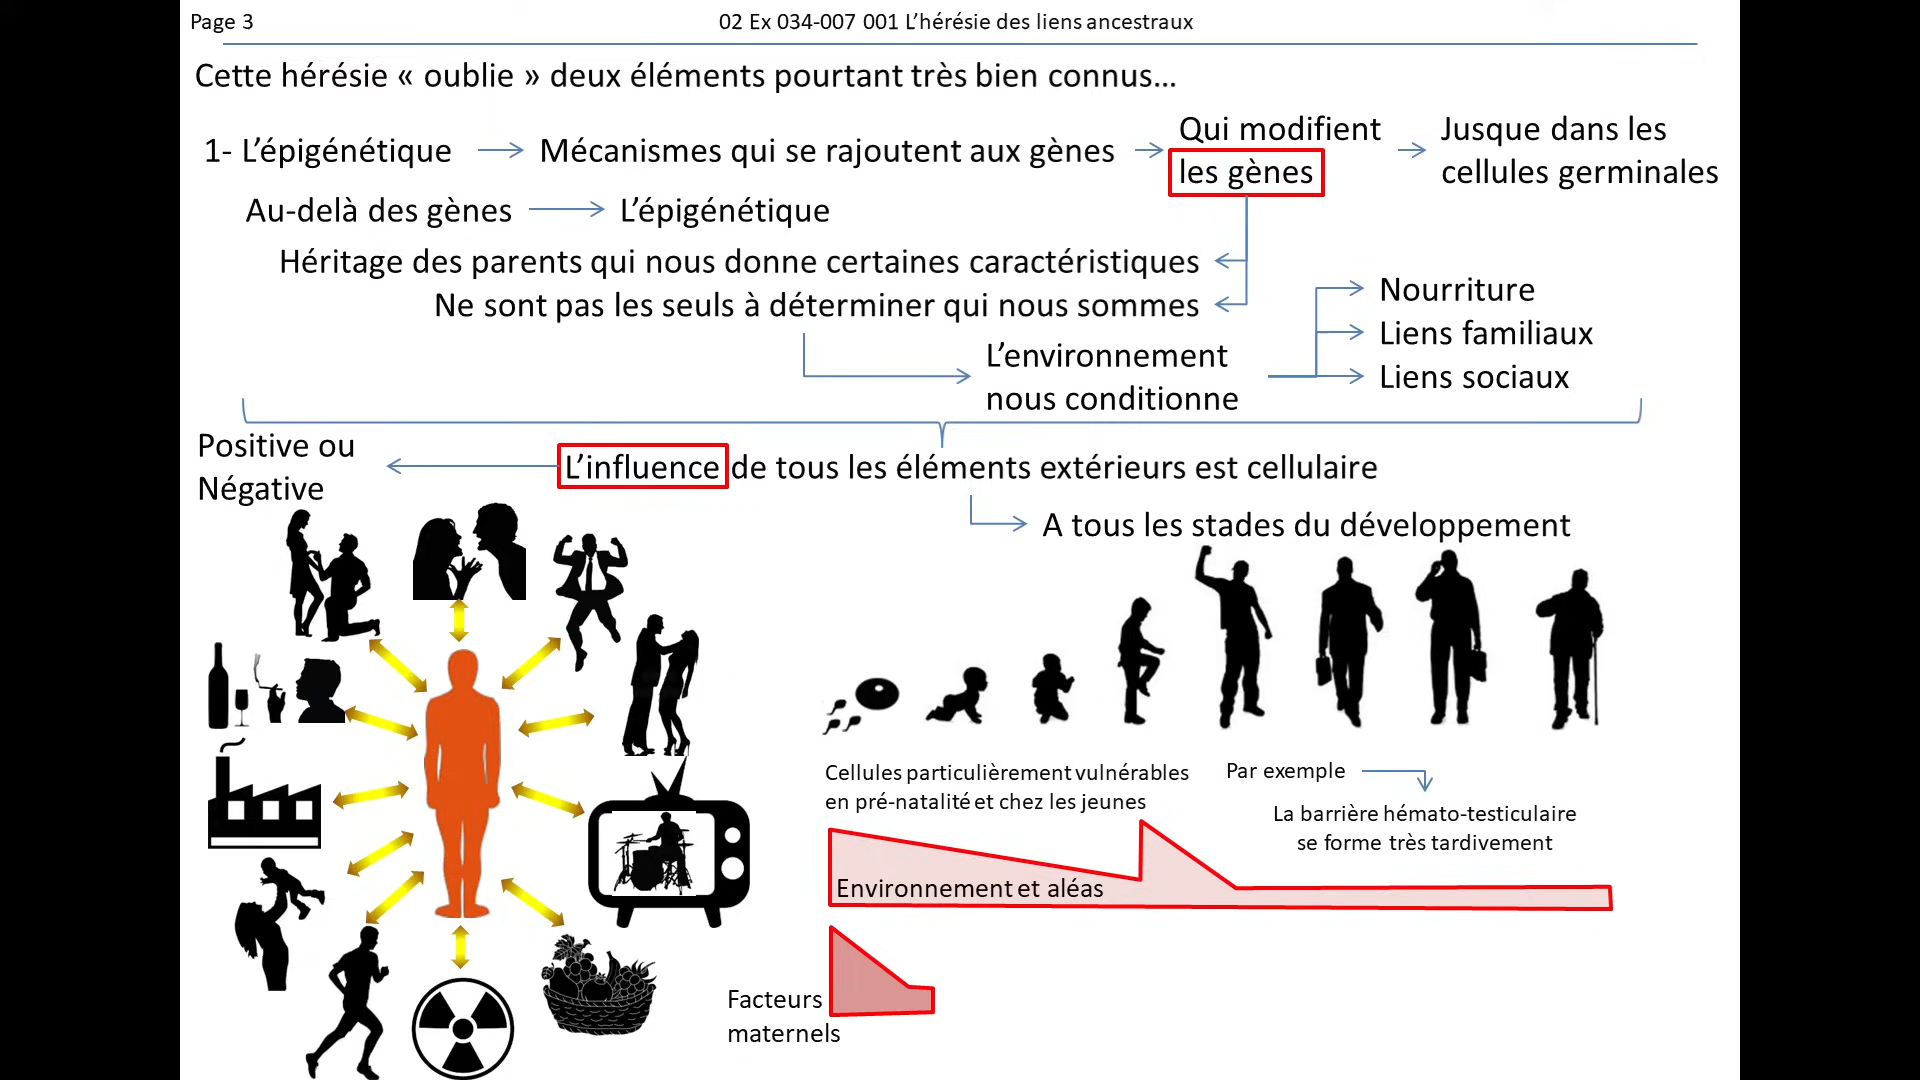 Page 3
02 Ex 034-007 001 L’hérésie des liens ancestraux
Cette hérésie « oublie » deux éléments pourtant très bien connus…
1- L’épigénétique
Mécanismes qui se rajoutent aux gènes
Qui modifient
les gènes
Jusque dans les
cellules germinales
Au-delà des gènes
L’épigénétique
Héritage des parents qui nous donne certaines caractéristiques
Ne sont pas les seuls à déterminer qui nous sommes
L’environnement
nous conditionne
Nourriture
Liens familiaux
Liens sociaux
Positive ou
Négative
L’influence de tous les éléments extérieurs est cellulaire
A tous les stades du développement
Cellules particulièrement vulnérables
en pré-natalité et chez les jeunes
Par exemple
La barrière hémato-testiculaire
se forme très tardivement
Environnement et aléas
Facteurs
maternels